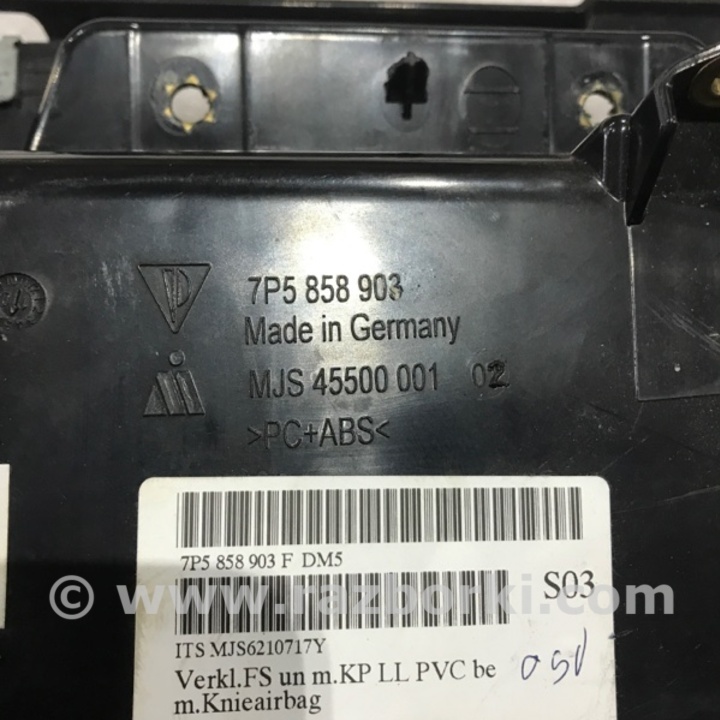 7P5 858 903
Made in Germany
MJS 45500 001 02
>PC+ABS<
7P5 858 903 F DM5
S03
© www.razborki.com
ITS MJS6210717Y
Verkl.FS un m.KP LL PVC be
m.Knieairbag